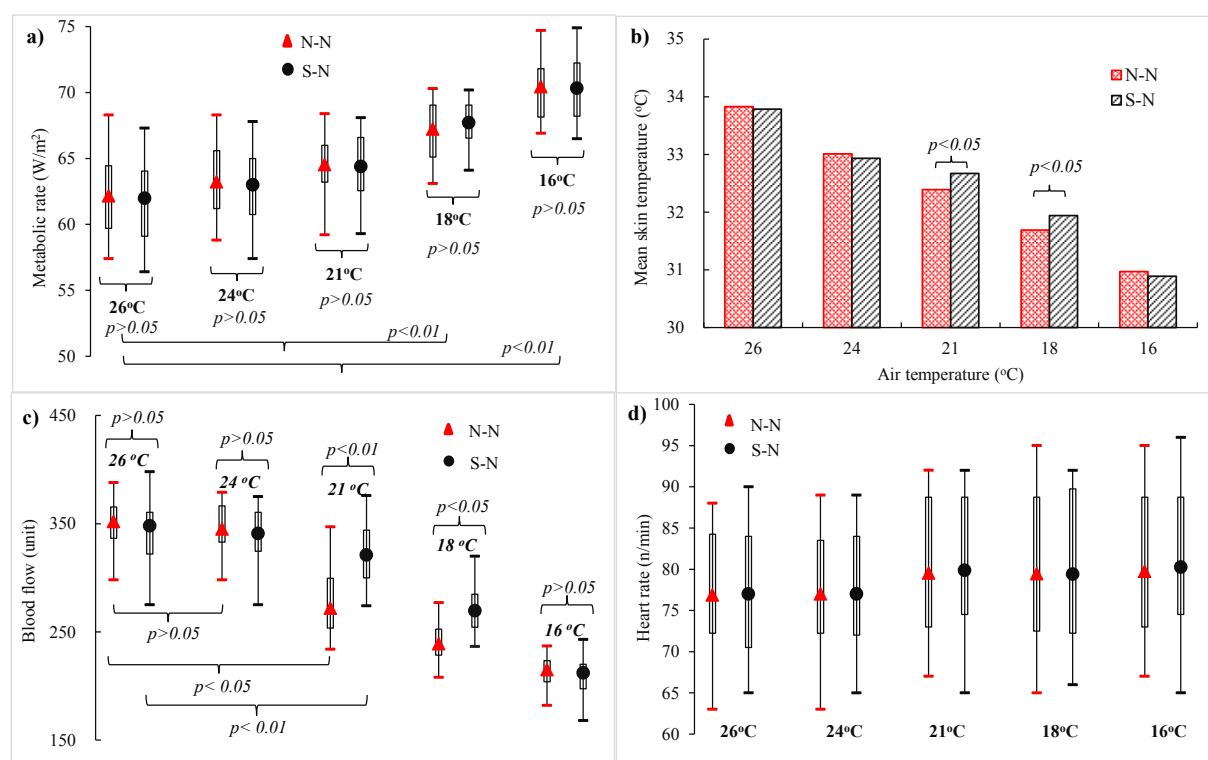 a)
N-N
S-N
Metabolic rate (W/m²)
75
70
65
60
55
50
26°C
p>0.05
24°C
p>0.05
21°C
p>0.05
18°C
p>0.05
16°C
p>0.05
p<0.01
p<0.01
b)
N-N
S-N
Mean skin temperature (°C)
35
34
33
32
31
30
p<0.05
p<0.05
26 24 21 18 16
Air temperature (°C)
c)
N-N
S-N
Blood flow (unit)
450
350
250
150
p>0.05
26 °C
p>0.05
24 °C
p<0.01
21 °C
p<0.05
18 °C
p>0.05
16 °C
p>0.05
p< 0.05
p< 0.01
d)
N-N
S-N
Heart rate (n/min)
100
95
90
85
80
75
70
65
60
26°C 24°C 21°C 18°C 16°C